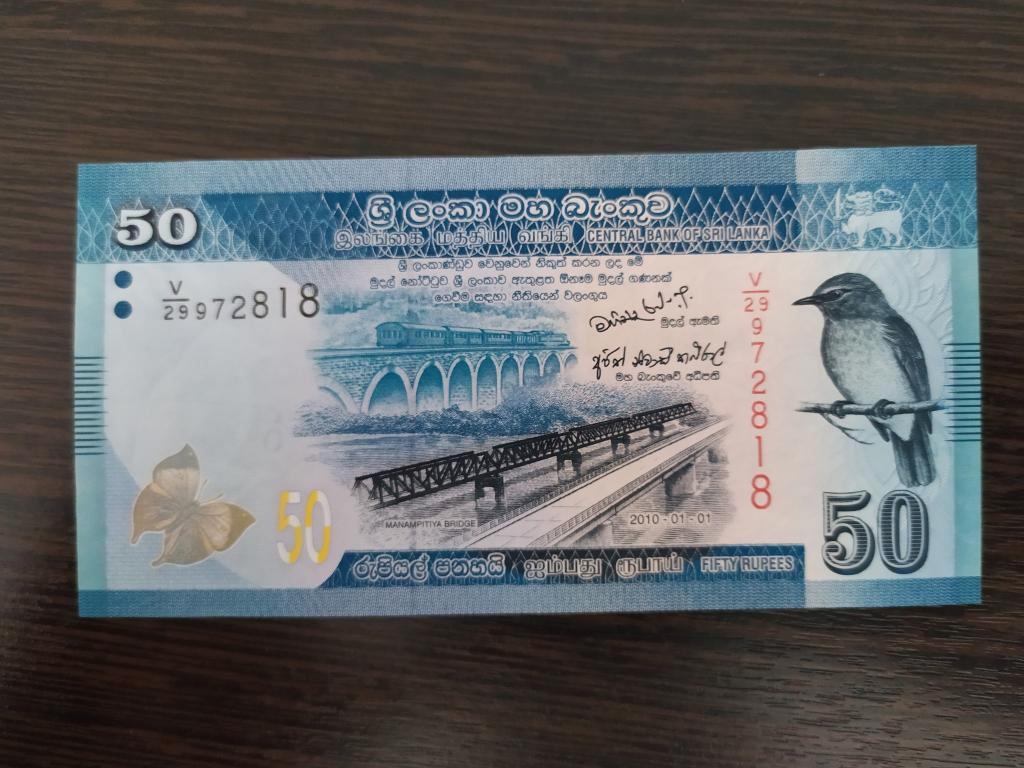 50
ශ්‍රී ලංකා මහ බැංකුව
இலங்கை மத்திய வங்கி CENTRAL BANK OF SRI LANKA
ශ්‍රී ලංකාණ්ඩුව වෙනුවෙන් නිකුත් කරන ලද මේ
මුදල් නෝට්ටුව ශ්‍රී ලංකාව ඇතුළත ඕනෑම මුදල් ගණනක්
ගෙවීම සඳහා නීතියෙන් වලංගුය
V/29 972818
මුදල් ඇමති
මහ බැංකුවේ අධිපති
V/29 972818
MANAMPITIYA BRIDGE
2010-01-01
50
50
රුපියල් පනහයි ஐம்பது ரூபாய் FIFTY RUPEES